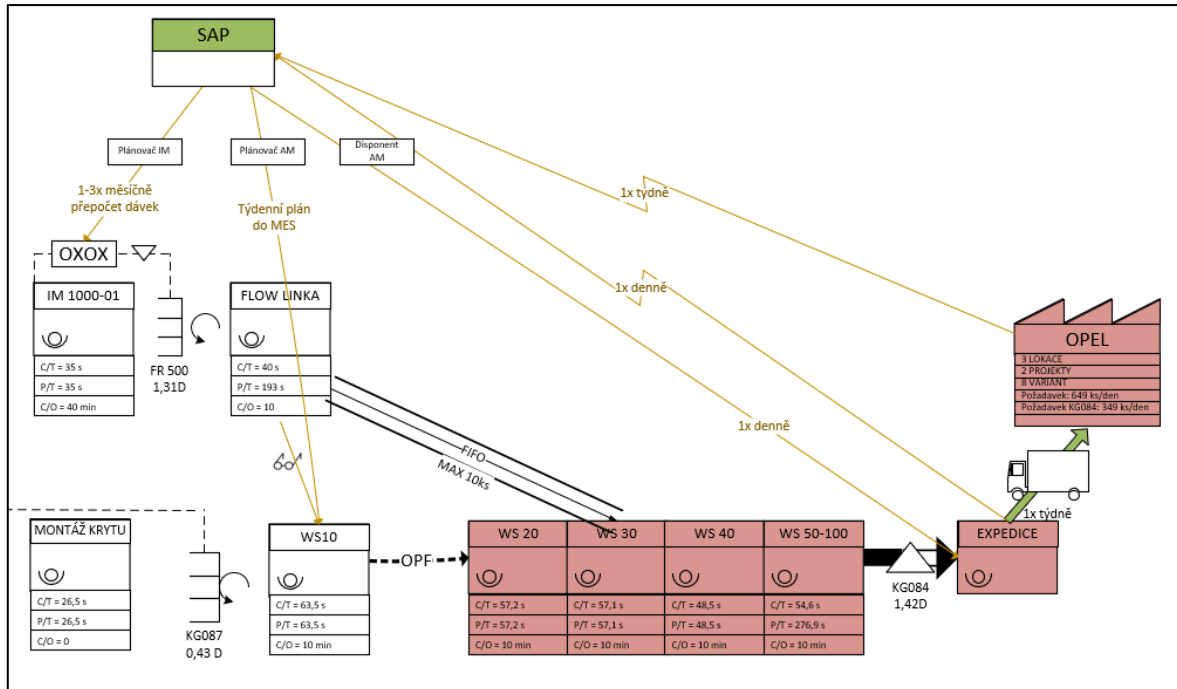 SAP
Plánovač IM
Plánovač AM
Disponent
AM
1-3x měsíčně
přepočet dávek
Týdenní plán
do MES
1x týdně
1x denně
1x denně
OXOX
IM 1000-01
C/T = 35 s
P/T = 35 s
C/O = 40 min
FR 500
1,31D
FLOW LINKA
C/T = 40 s
P/T = 193 s
C/O = 10
FIFO
MAX 10ks
OPEL
3 LOKACE
2 PROJEKTY
8 VARIANT
Požadavek: 649 ks/den
Požadavek KG084: 349 ks/den
1x týdně
MONTÁŽ KRYTU
C/T = 26,5 s
P/T = 26,5 s
C/O = 0
KG087
0,43 D
WS10
C/T = 63,5 s
P/T = 63,5 s
C/O = 10 min
OPF
WS 20
C/T = 57,2 s
P/T = 57,2 s
C/O = 10 min
WS 30
C/T = 57,1 s
P/T = 57,1 s
C/O = 10 min
WS 40
C/T = 48,5 s
P/T = 48,5 s
C/O = 10 min
WS 50-100
C/T = 54,6 s
P/T = 276,9 s
C/O = 10 min
KG084
1,42D
EXPEDICE